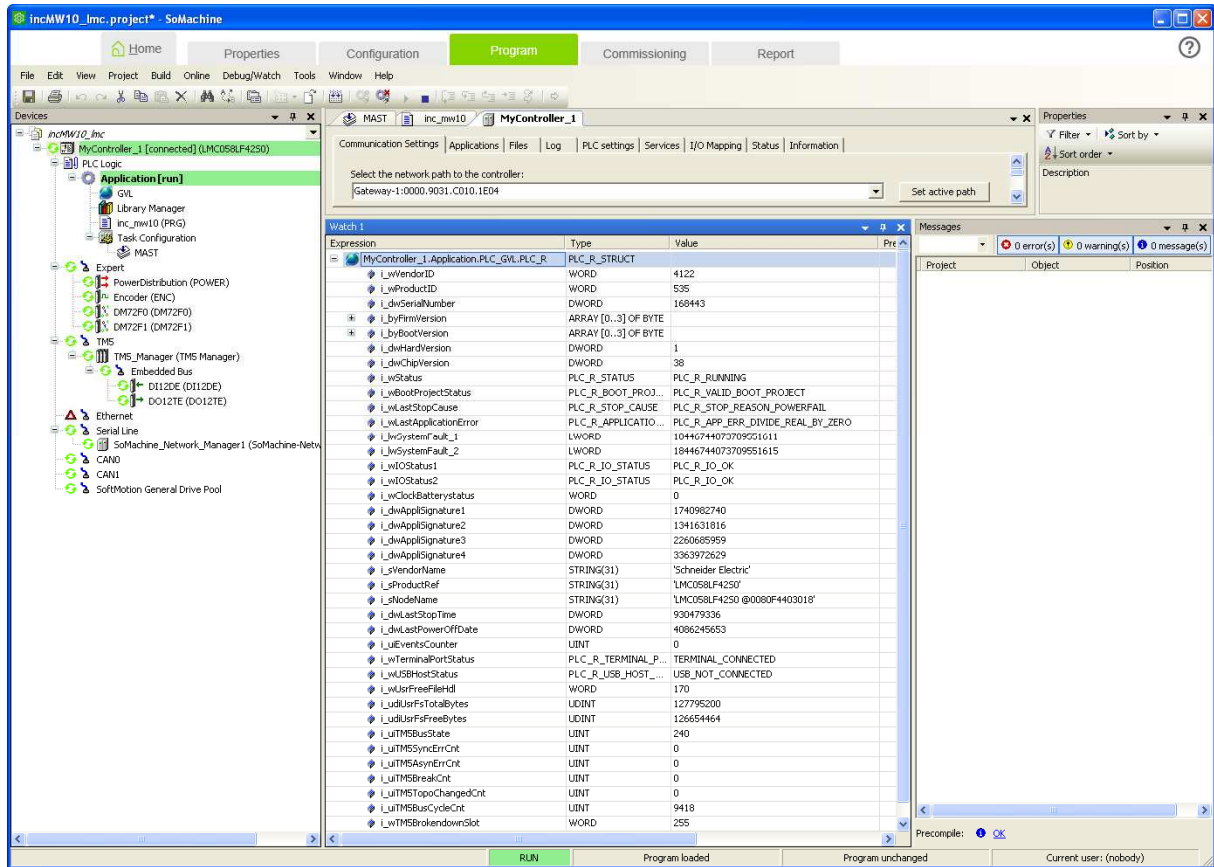 incMW10_lmc.project* - SoMachine
Home
Properties
Configuration
Program
Commissioning
Report
File Edit View Project Build Online Debug/Watch Tools Window Help
Devices
incMW10_lmc
MyController_1 [connected] (LMC058LF42S0)
PLC Logic
Application [run]
GVL
Library Manager
inc_mw10 (PRG)
Task Configuration
MAST
Expert
PowerDistribution (POWER)
Encoder (ENC)
DM72F0 (DM72F0)
DM72F1 (DM72F1)
TM5
TM5_Manager (TM5 Manager)
Embedded Bus
DI12DE (DI12DE)
DO12TE (DO12TE)
Ethernet
Serial Line
SoMachine_Network_Manager1 (SoMachine-Netw
CAN0
CAN1
SoftMotion General Drive Pool
MAST inc_mw10 MyController_1
Communication Settings Applications Files Log PLC settings Services I/O Mapping Status Information
Select the network path to the controller:
Gateway-1:0000.9031.C010.1E04
Set active path
Properties
Filter Sort by
Sort order
Description
Watch 1
Expression Type Value Pre
MyController_1.Application.PLC_GVL.PLC_R PLC_R_STRUCT
i_wVendorID WORD 4122
i_wProductID WORD 535
i_dwSerialNumber DWORD 168443
i_byFirmVersion ARRAY [0..3] OF BYTE
i_byBootVersion ARRAY [0..3] OF BYTE
i_dwHardVersion DWORD 1
i_dwChipVersion DWORD 38
i_wStatus PLC_R_STATUS PLC_R_RUNNING
i_wBootProjectStatus PLC_R_BOOT_PROJ... PLC_R_VALID_BOOT_PROJECT
i_wLastStopCause PLC_R_STOP_CAUSE PLC_R_STOP_REASON_POWERFAIL
i_wLastApplicationError PLC_R_APPLICATIO... PLC_R_APP_ERR_DIVIDE_REAL_BY_ZERO
i_lwSystemFault_1 LWORD
i_lwSystemFault_2 LWORD 18446744073709551615
i_wIOStatus1 PLC_R_IO_STATUS PLC_R_IO_OK
i_wIOStatus2 PLC_R_IO_STATUS PLC_R_IO_OK
i_wClockBatterystatus WORD 0
i_dwAppliSignature1 DWORD 1740982740
i_dwAppliSignature2 DWORD 1341631816
i_dwAppliSignature3 DWORD 2260685959
i_dwAppliSignature4 DWORD 3363972629
i_sVendorName STRING(31) 'Schneider Electric'
i_sProductRef STRING(31) 'LMC058LF42S0'
i_sNodeName STRING(31) 'LMC058LF42S0 @0080F4403018'
i_dwLastStopTime DWORD 930479336
i_dwLastPowerOffDate DWORD 4086245653
i_uiEventsCounter UINT 0
i_wTerminalPortStatus PLC_R_TERMINAL_P... TERMINAL_CONNECTED
i_wUSBHostStatus PLC_R_USB_HOST_... USB_NOT_CONNECTED
i_wUsrFreeFileHdl WORD 170
i_udiUsrFsTotalBytes UDINT 127795200
i_udiUsrFsFreeBytes UDINT 126654464
i_uiTM5BusState UINT 240
i_uiTM5SyncErrCnt UINT 0
i_uiTM5AsynErrCnt UINT 0
i_uiTM5BreakCnt UINT 0
i_uiTM5TopoChangedCnt UINT 0
i_uiTM5BusCycleCnt UINT 9418
i_wTM5BrokendownSlot WORD 255
Messages
0 error(s) 0 warning(s) 0 message(s)
Project Object Position
Precompile: OK
RUN Program loaded Program unchanged Current user: (nobody)